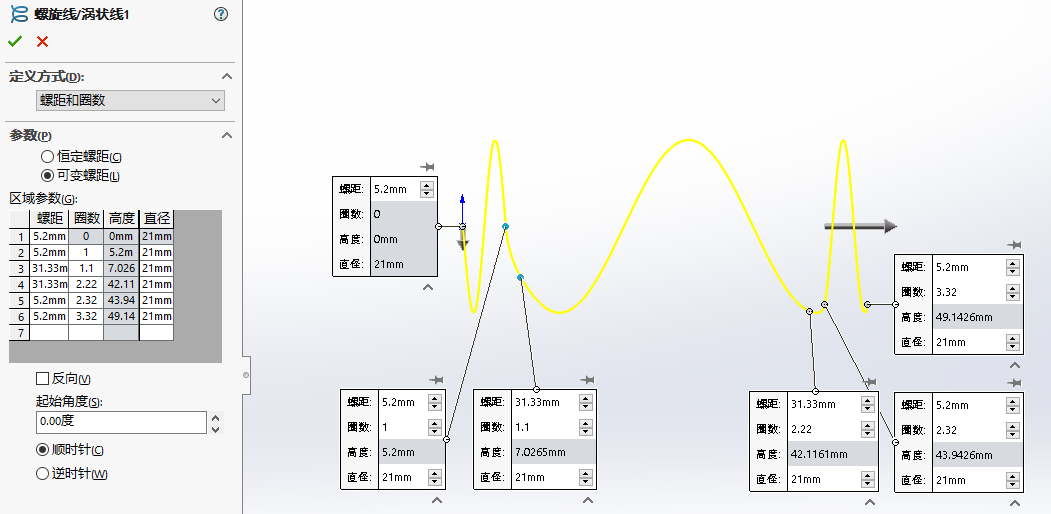 螺旋线/涡状线1
定义方式(D):
螺距和圈数
参数(P)
恒定螺距(C)
可变螺距(L)
区域参数(G):
螺距 圈数 高度 直径
1 5.2mm 0 0mm 21mm
2 5.2mm 1 5.2m 21mm
3 31.33m 1.1 7.026 21mm
4 31.33m 2.22 42.11 21mm
5 5.2mm 2.32 43.94 21mm
6 5.2mm 3.32 49.14 21mm
7
反向(V)
起始角度(S):
0.00度
顺时针(C)
逆时针(W)
螺距: 5.2mm
圈数: 0
高度: 0mm
直径: 21mm
螺距: 5.2mm
圈数: 1
高度: 5.2mm
直径: 21mm
螺距: 31.33mm
圈数: 1.1
高度: 7.0265mm
直径: 21mm
螺距: 31.33mm
圈数: 2.22
高度: 42.1161mm
直径: 21mm
螺距: 5.2mm
圈数: 3.32
高度: 49.1426mm
直径: 21mm
螺距: 5.2mm
圈数: 2.32
高度: 43.9426mm
直径: 21mm